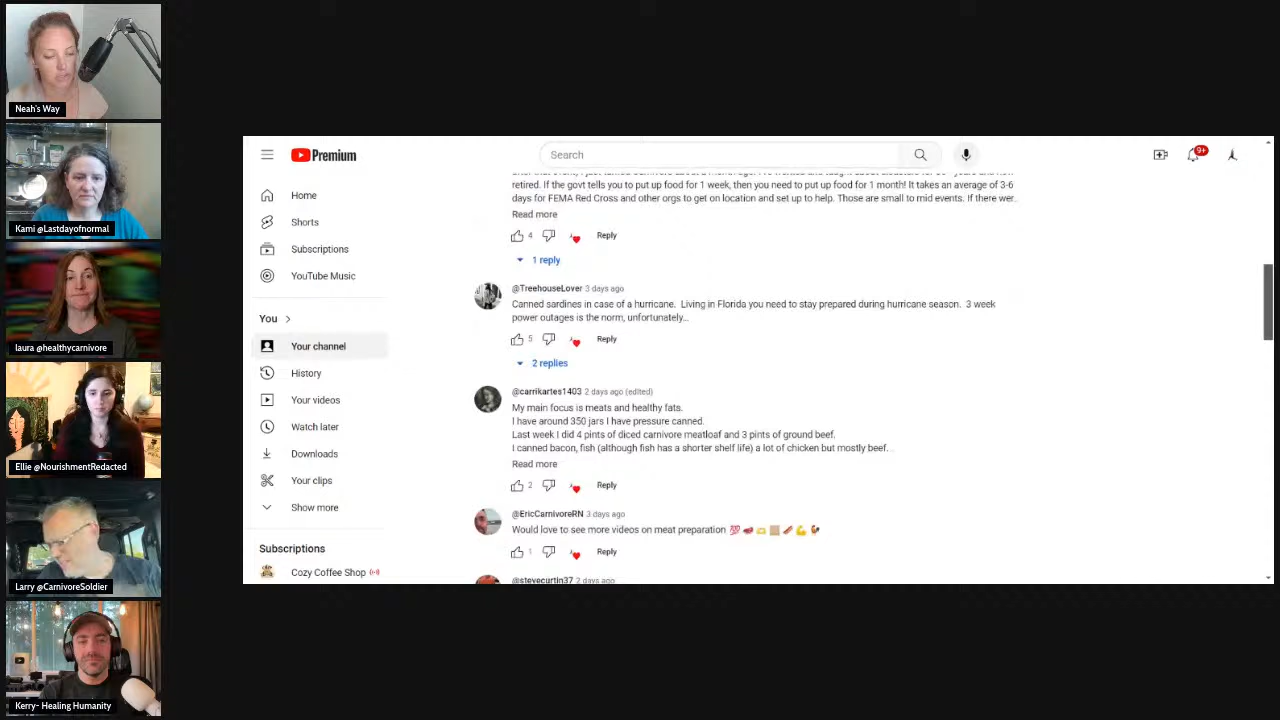 Neah's Way
Kami @Lastdayofnormal
laura @healthycarnivore
Ellie @NourishmentRedacted
Larry @CarnivoreSoldier
Kerry- Healing Humanity
Premium
Search
9+
Home
Shorts
Subscriptions
YouTube Music
You
Your channel
History
Your videos
Watch later
Downloads
Your clips
Show more
Subscriptions
Cozy Coffee Shop
retired. If the govt tells you to put up food for 1 week, then you need to put up food for 1 month! It takes an average of 3-6
days for FEMA Red Cross and other orgs to get on location and set up to help. Those are small to mid events. If there wer..
Read more
4 Reply
1 reply
@TreehouseLover 3 days ago
Canned sardines in case of a hurricane. Living in Florida you need to stay prepared during hurricane season. 3 week
power outages is the norm, unfortunately...
5 Reply
2 replies
@carrikartes1403 2 days ago (edited)
My main focus is meats and healthy fats.
I have around 350 jars I have pressure canned.
Last week I did 4 pints of diced carnivore meatloaf and 3 pints of ground beef.
I canned bacon, fish (although fish has a shorter shelf life) a lot of chicken but mostly beef..
Read more
2 Reply
@EricCarnivoreRN 3 days ago
Would love to see more videos on meat preparation 💯
1 Reply
@stevecurtin37 2 days ago